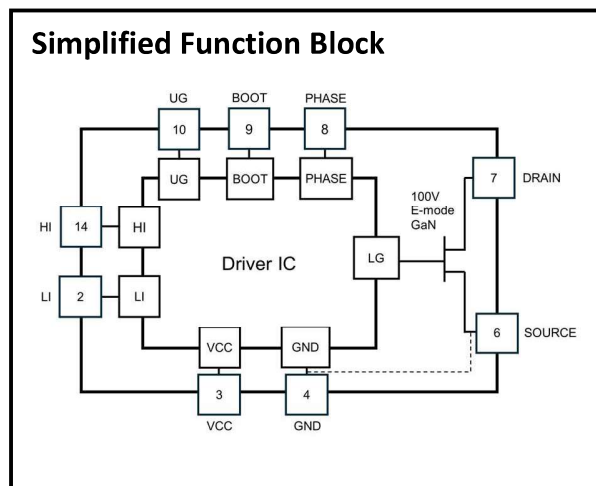 Simplified Function Block
UG BOOT PHASE
10 9 8
UG BOOT PHASE
7 DRAIN
100V
E-mode
GaN
HI 14 HI
LG
Driver IC
LI 2 LI
6 SOURCE
VCC GND
3 4
VCC GND